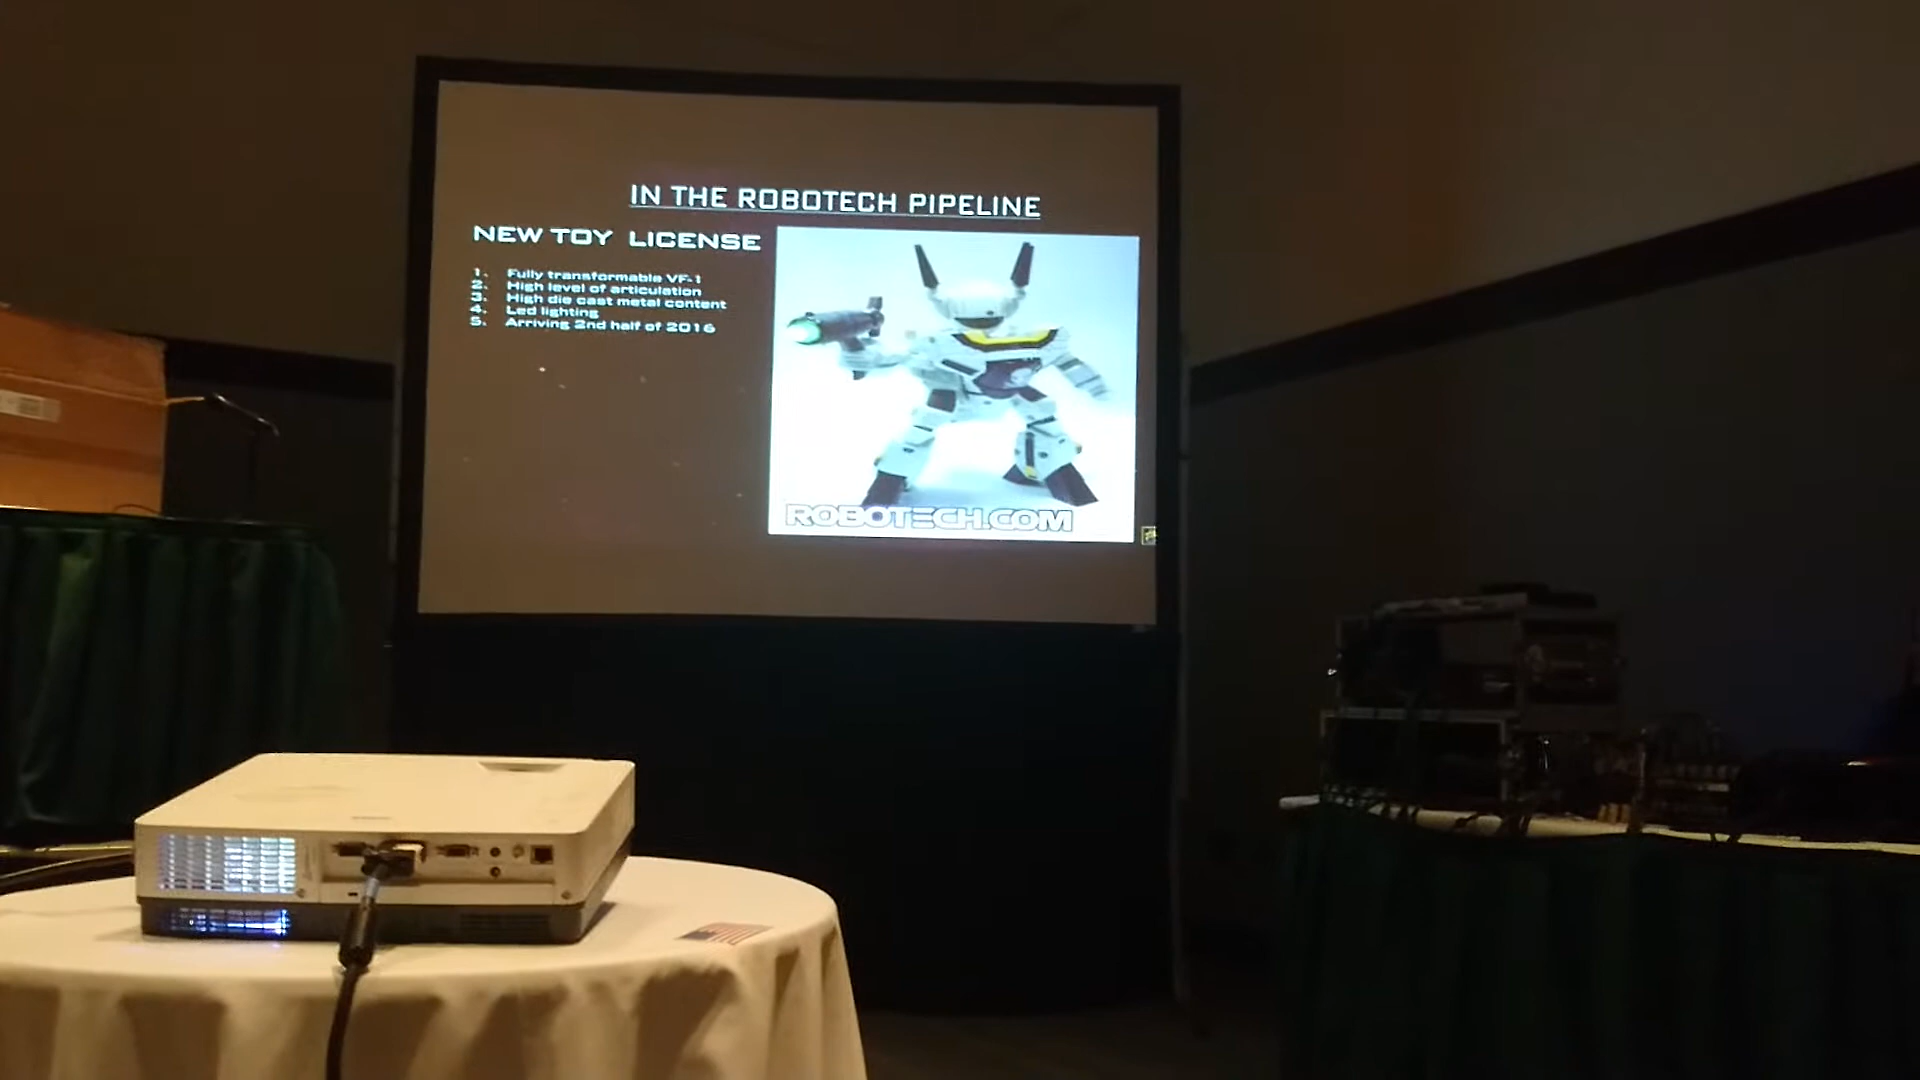 IN THE ROBOTECH PIPELINE
NEW TOY LICENSE
1. Fully transformable VF-1
2. High level of articulation
3. High die cast metal content
4. Led lighting
5. Arriving 2nd half of 2016
ROBOTECH.COM